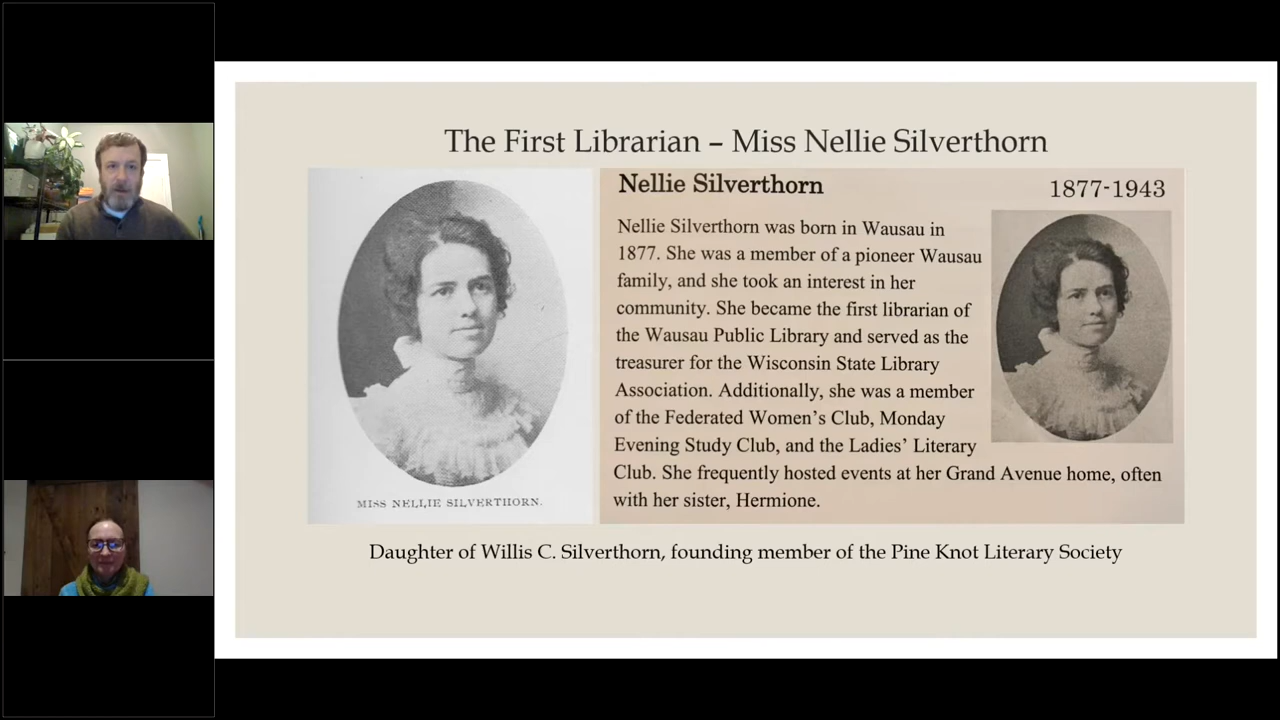 The First Librarian – Miss Nellie Silverthorn
MISS NELLIE SILVERTHORN.
Nellie Silverthorn
1877-1943
Nellie Silverthorn was born in Wausau in
1877. She was a member of a pioneer Wausau
family, and she took an interest in her
community. She became the first librarian of
the Wausau Public Library and served as the
treasurer for the Wisconsin State Library
Association. Additionally, she was a member
of the Federated Women’s Club, Monday
Evening Study Club, and the Ladies’ Literary
Club. She frequently hosted events at her Grand Avenue home, often
with her sister, Hermione.
Daughter of Willis C. Silverthorn, founding member of the Pine Knot Literary Society